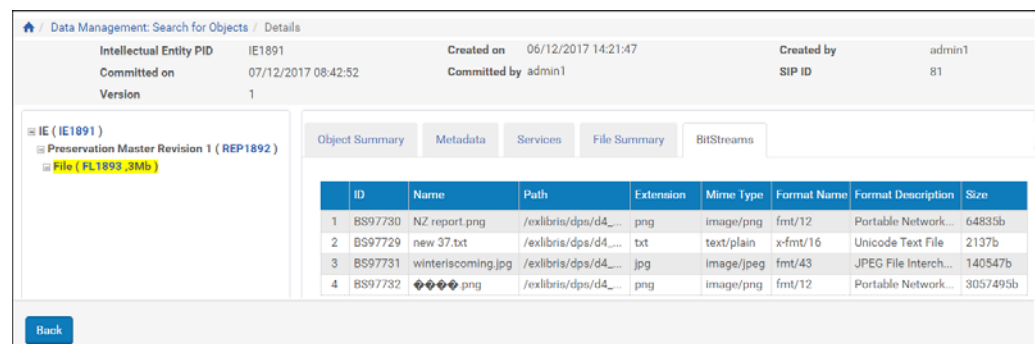 / Data Management: Search for Objects / Details
Intellectual Entity PID IE1891 Created on 06/12/2017 14:21:47 Created by admin1
Committed on 07/12/2017 08:42:52 Committed by admin1 SIP ID 81
Version 1
IE ( IE1891 )
Preservation Master Revision 1 ( REP1892 )
File ( FL1893 ,3Mb )
Object Summary Metadata Services File Summary BitStreams
ID Name Path Extension Mime Type Format Name Format Description Size
1 BS97730 NZ report.png /exlibris/dps/d4_... png image/png fmt/12 Portable Network... 64835b
2 BS97729 new 37.txt /exlibris/dps/d4_... txt text/plain x-fmt/16 Unicode Text File 2137b
3 BS97731 winteriscoming.jpg /exlibris/dps/d4_... jpg image/jpeg fmt/43 JPEG File Interch... 140547b
4 BS97732 ����.png /exlibris/dps/d4_... png image/png fmt/12 Portable Network... 3057495b
Back